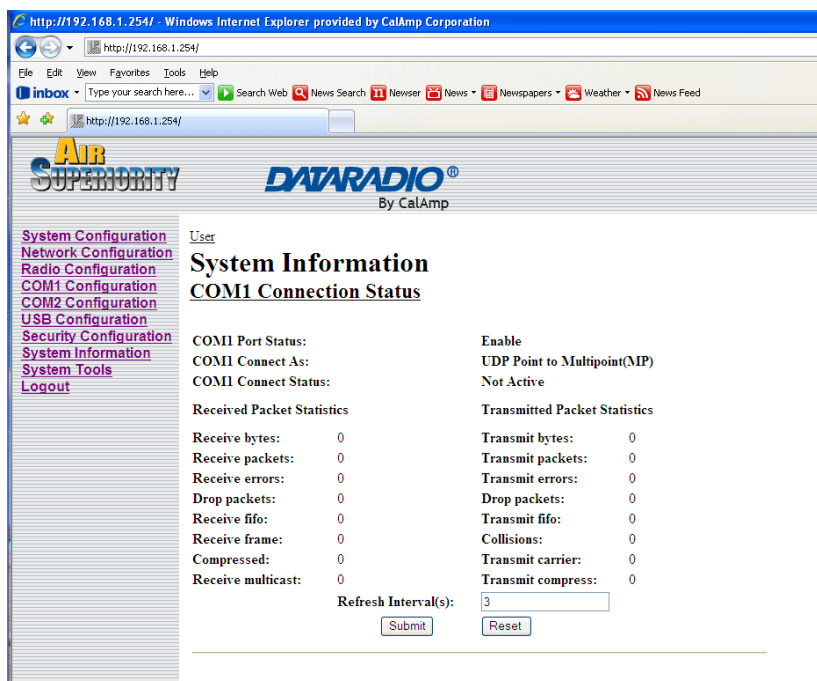 http://192.168.1.254/ - Windows Internet Explorer provided by CalAmp Corporation
http://192.168.1.254/
File Edit View Favorites Tools Help
inbox Type your search here... Search Web News Search Newser News Newspapers Weather News Feed
http://192.168.1.254/
AIR SUPERIORITY
DATARADIO®
By CalAmp
System Configuration
Network Configuration
Radio Configuration
COM1 Configuration
COM2 Configuration
USB Configuration
Security Configuration
System Information
System Tools
Logout
User
System Information
COM1 Connection Status
COM1 Port Status: Enable
COM1 Connect As: UDP Point to Multipoint(MP)
COM1 Connect Status: Not Active
Received Packet Statistics Transmitted Packet Statistics
Receive bytes: 0 Transmit bytes: 0
Receive packets: 0 Transmit packets: 0
Receive errors: 0 Transmit errors: 0
Drop packets: 0 Drop packets: 0
Receive fifo: 0 Transmit fifo: 0
Receive frame: 0 Collisions: 0
Compressed: 0 Transmit carrier: 0
Receive multicast: 0 Transmit compress: 0
Refresh Interval(s): 3
Submit Reset